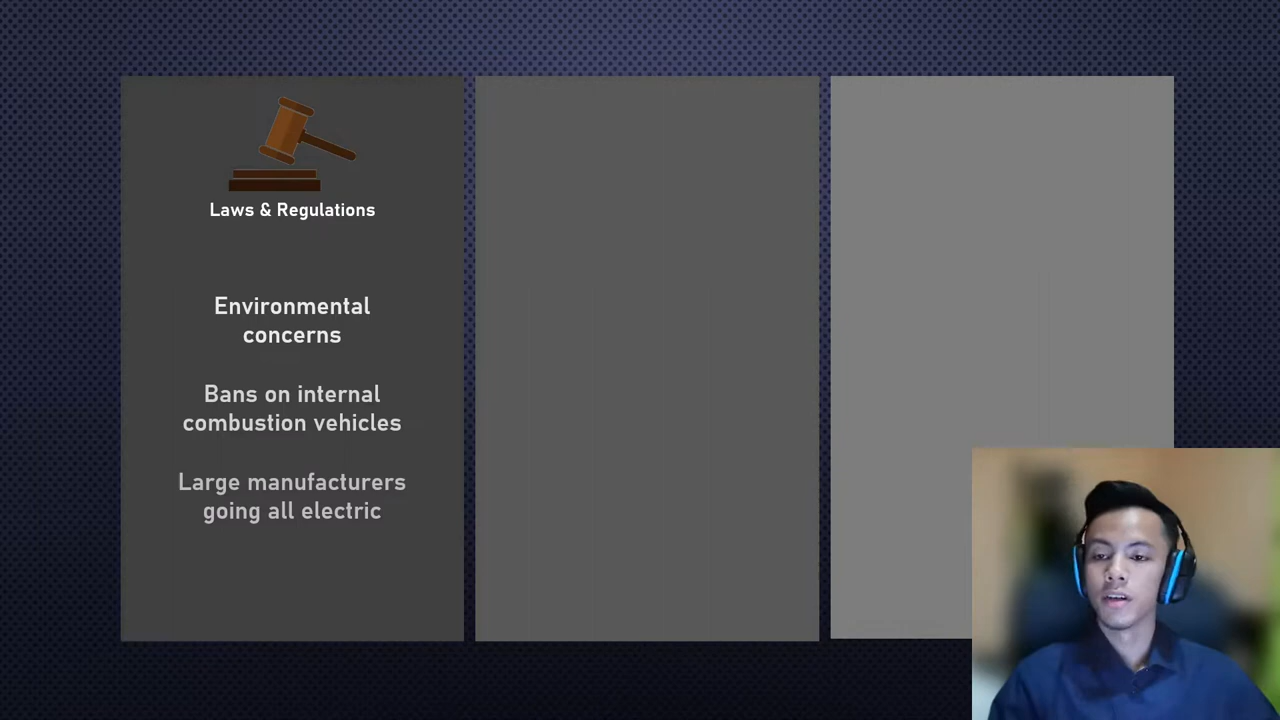 Laws & Regulations
Environmental
concerns
Bans on internal
combustion vehicles
Large manufacturers
going all electric